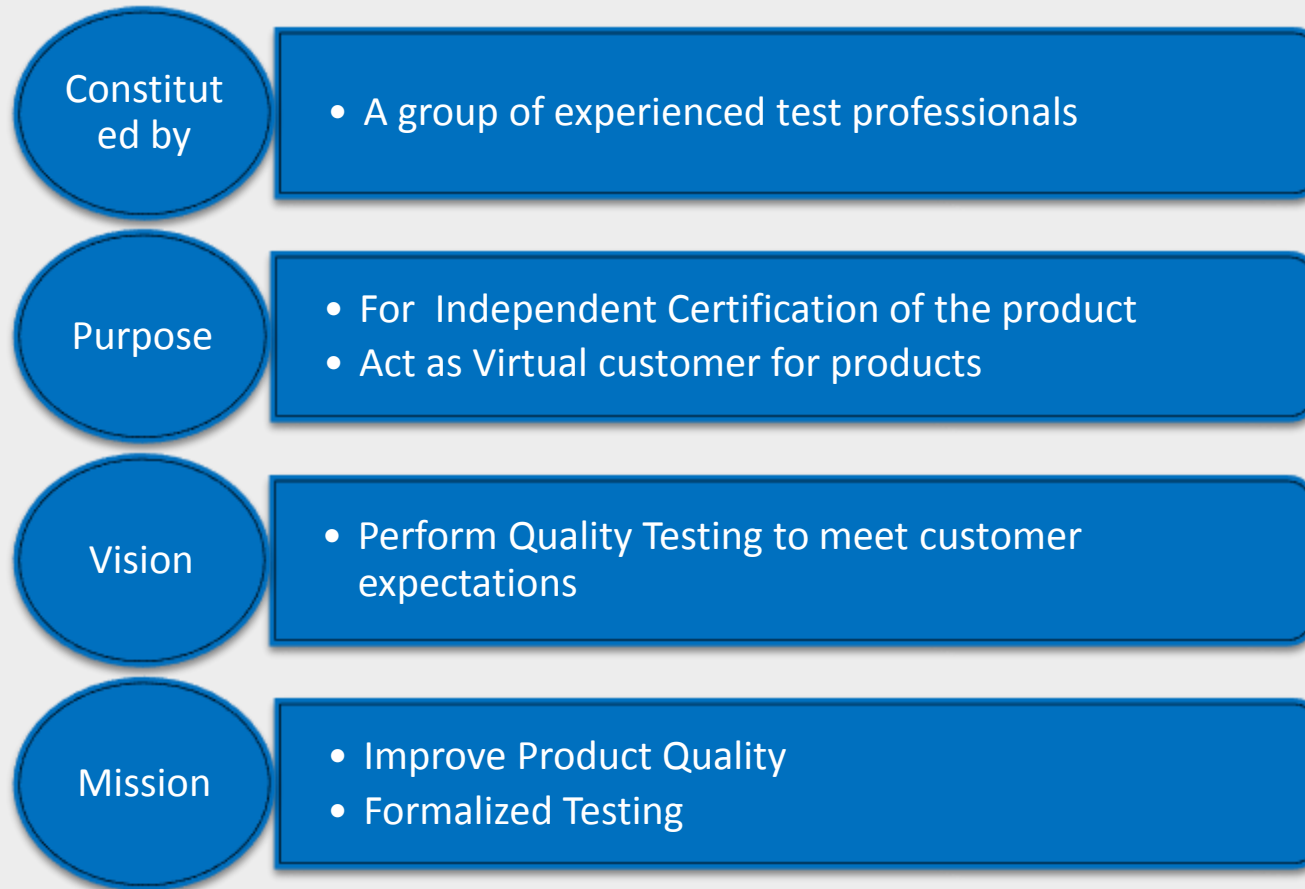 Constitut
ed by
• A group of experienced test professionals
Purpose
• For  Independent Certification of the product
• Act as Virtual customer for products
Vision
• Perform Quality Testing to meet customer
expectations
Mission
• Improve Product Quality
• Formalized Testing